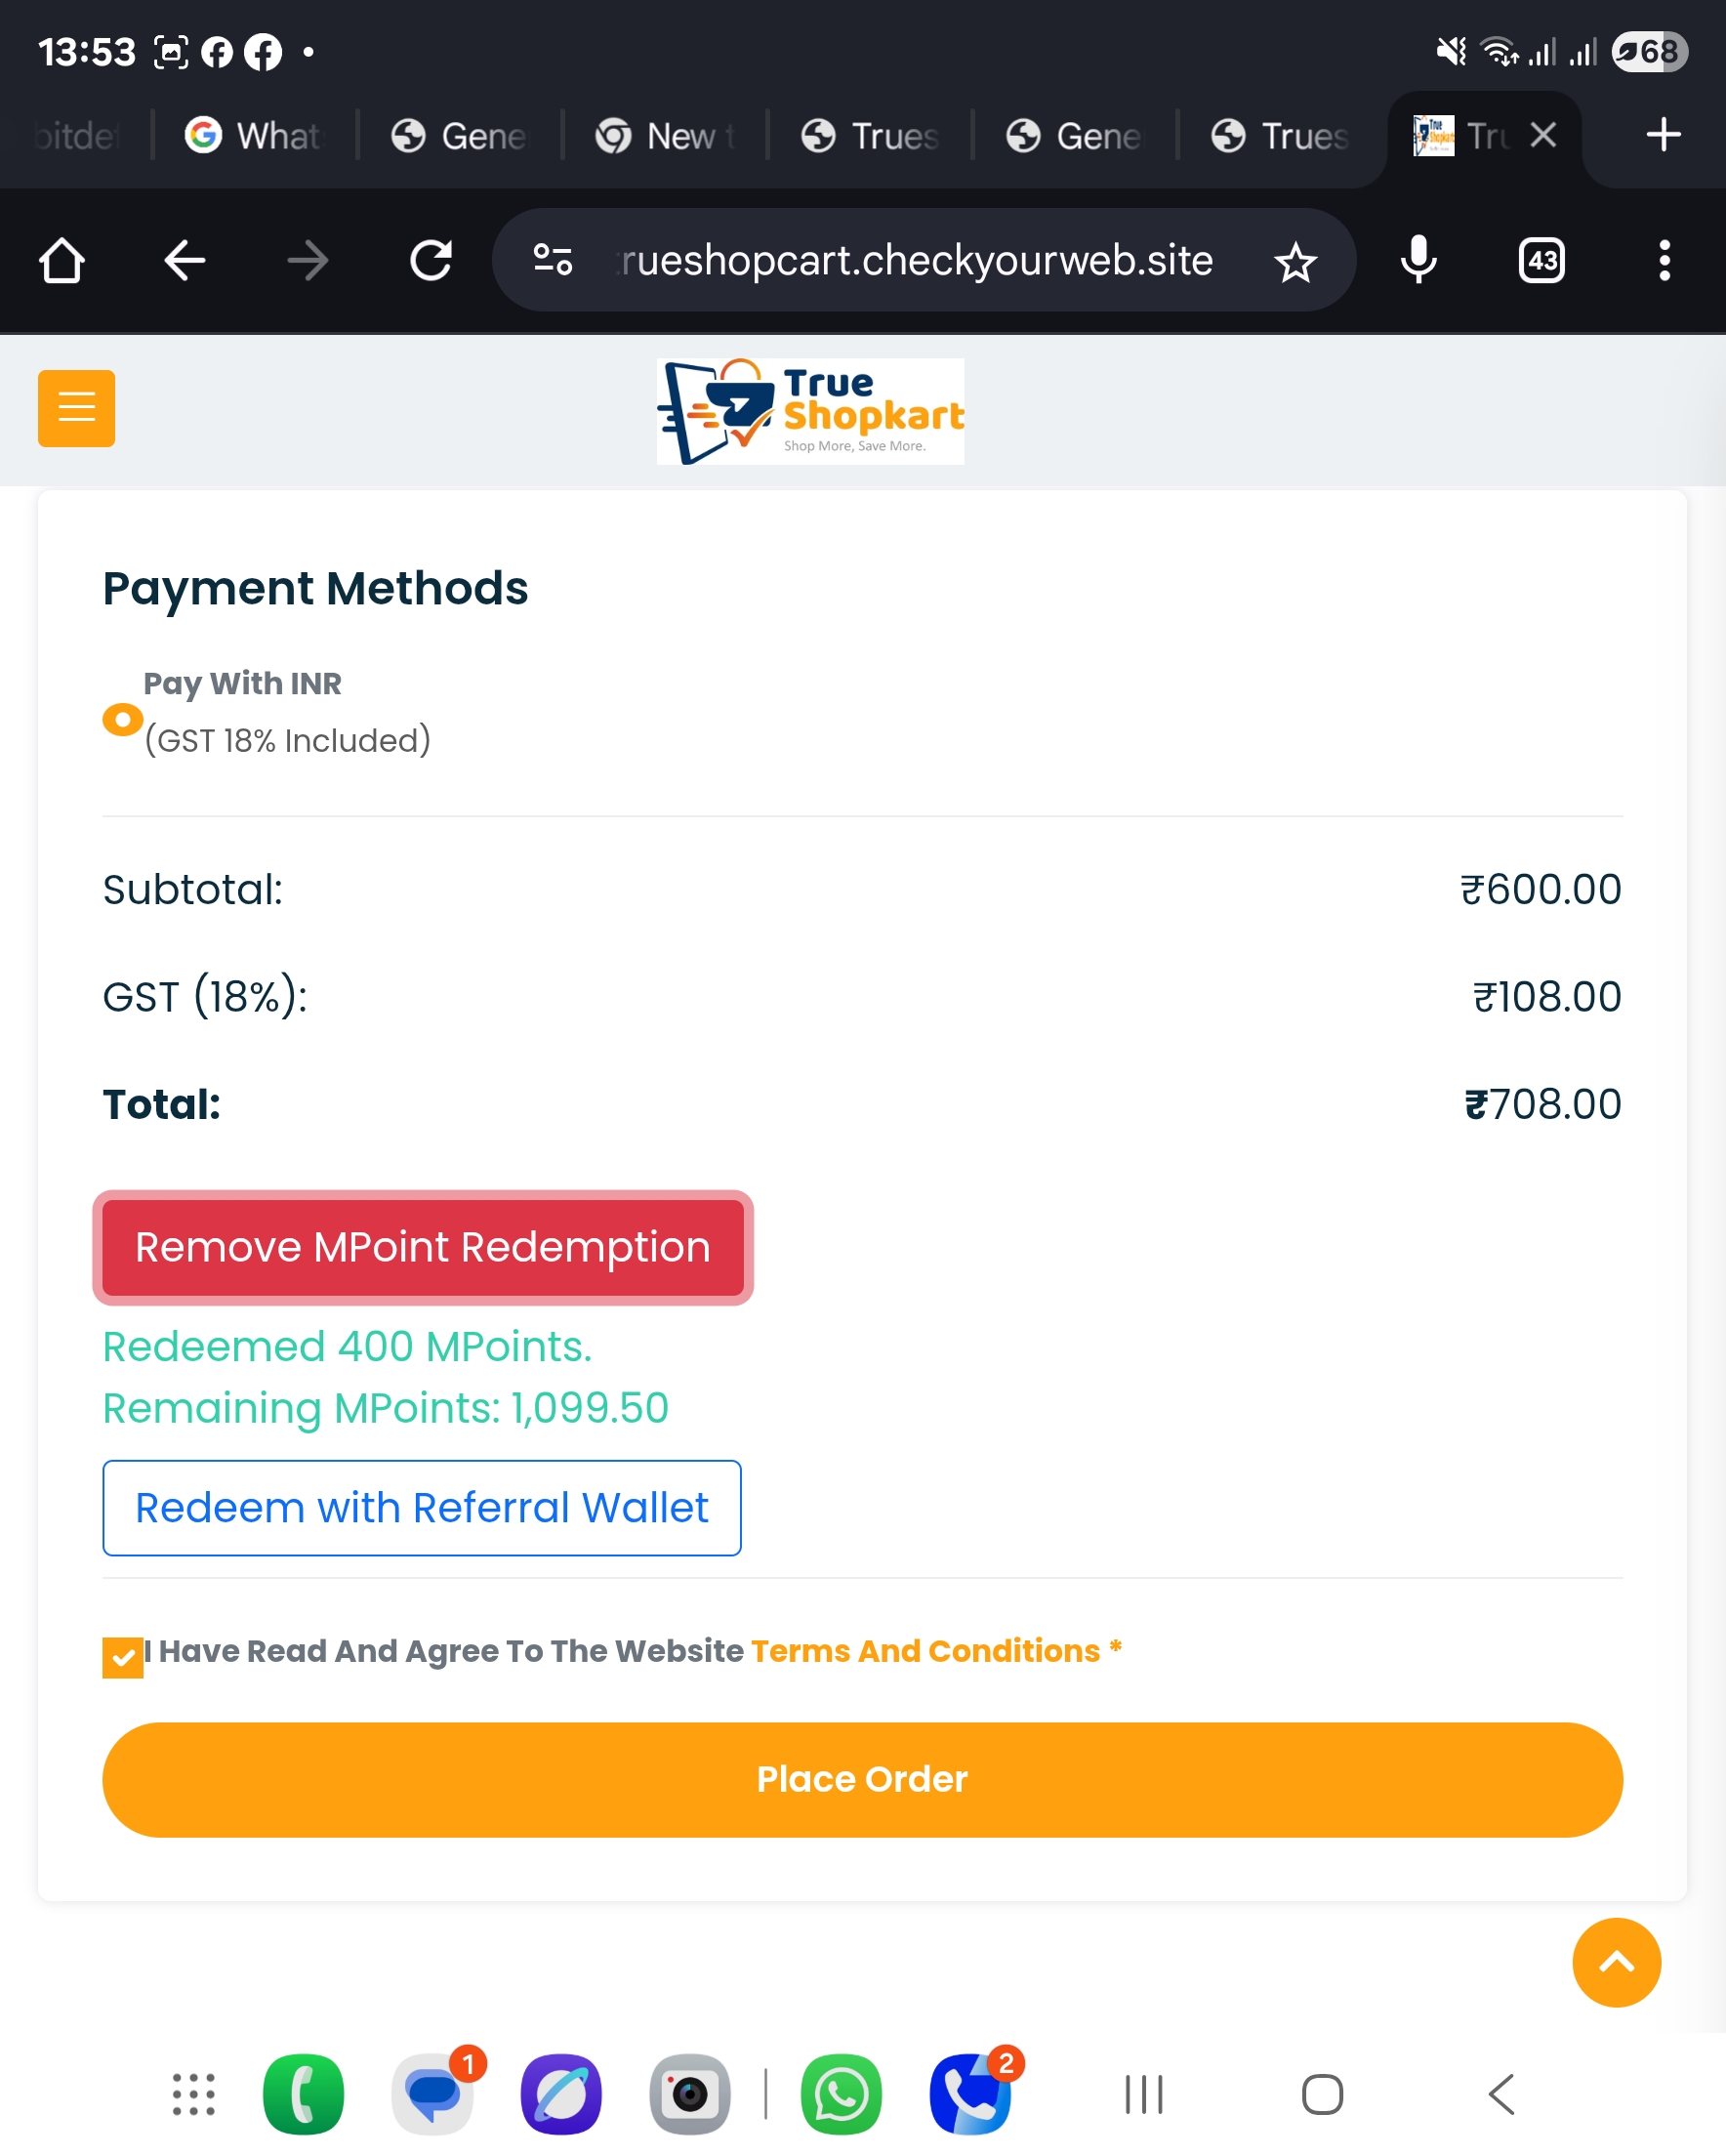 13:53
68
bitdef
What
Gene
New t
Trues
Gene
Trues
Tru
rueshopcart.checkyourweb.site
43
True
Shopkart
Shop More, Save More.
Payment Methods
Pay With INR
(GST 18% Included)
Subtotal: ₹600.00
GST (18%): ₹108.00
Total: ₹708.00
Remove MPoint Redemption
Redeemed 400 MPoints.
Remaining MPoints: 1,099.50
Redeem with Referral Wallet
I Have Read And Agree To The Website Terms And Conditions *
Place Order
1
2